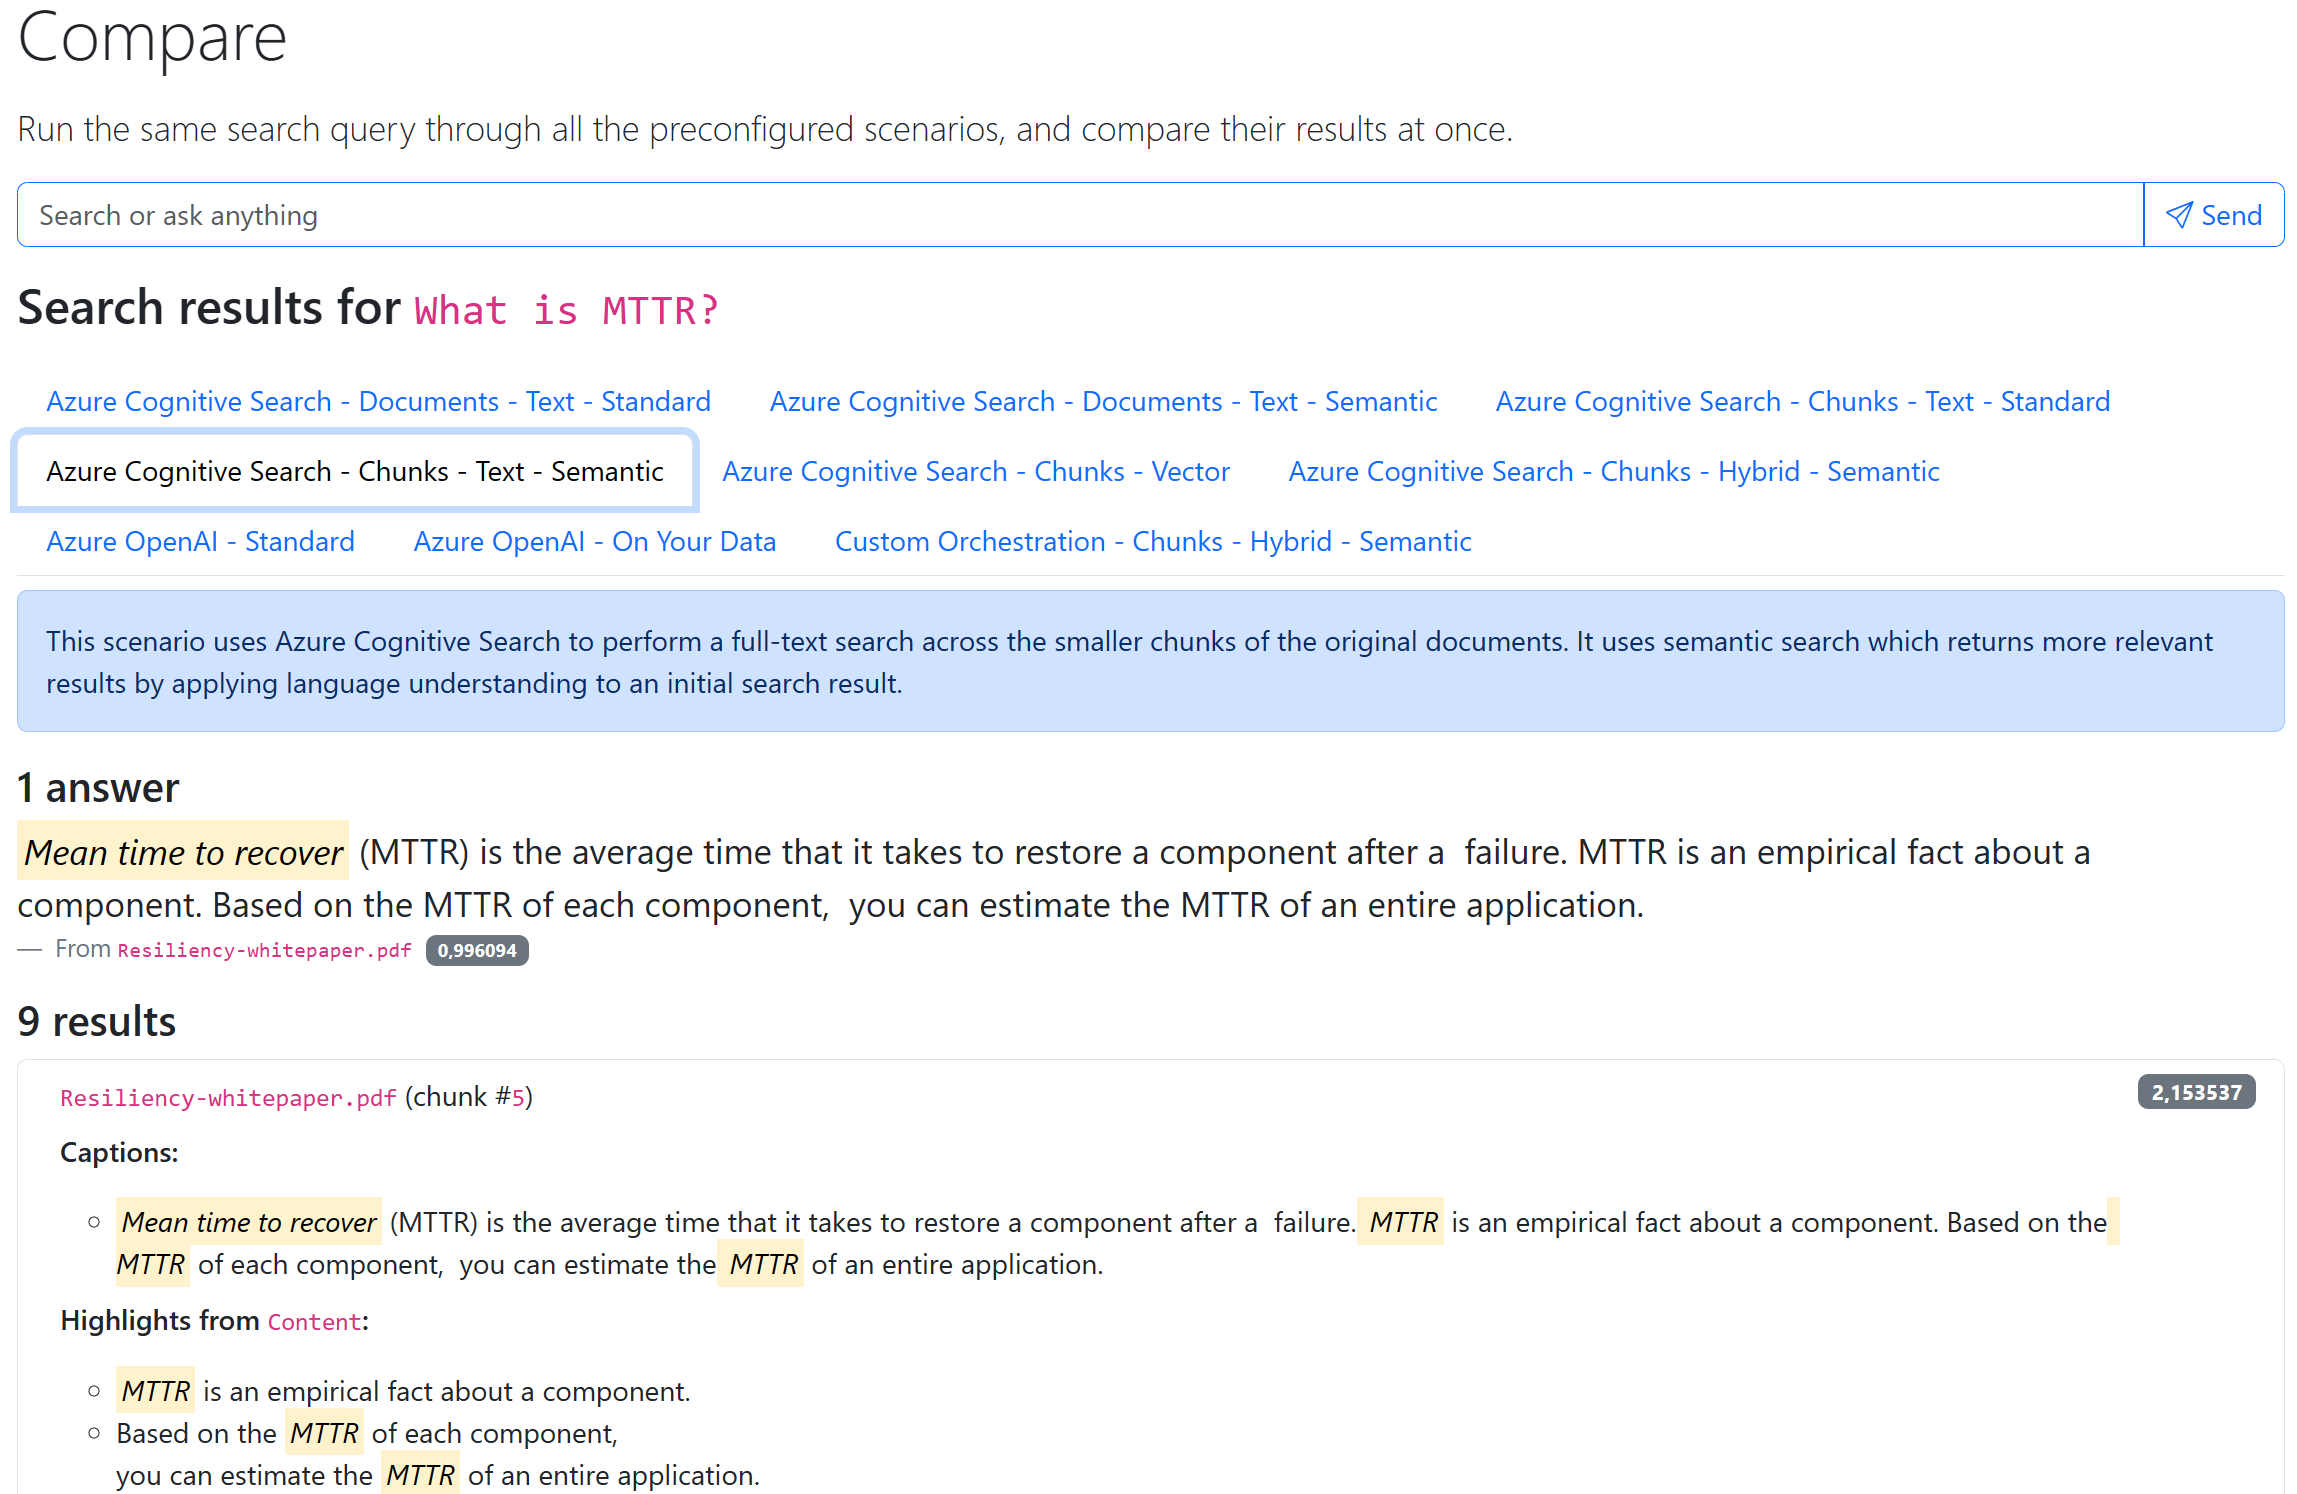 Compare
Run the same search query through all the preconfigured scenarios, and compare their results at once.
Search or ask anything
Send
Search results for What is MTTR?
Azure Cognitive Search - Documents - Text - Standard
Azure Cognitive Search - Documents - Text - Semantic
Azure Cognitive Search - Chunks - Text - Standard
Azure Cognitive Search - Chunks - Text - Semantic
Azure Cognitive Search - Chunks - Vector
Azure Cognitive Search - Chunks - Hybrid - Semantic
Azure OpenAI - Standard
Azure OpenAI - On Your Data
Custom Orchestration - Chunks - Hybrid - Semantic
This scenario uses Azure Cognitive Search to perform a full-text search across the smaller chunks of the original documents. It uses semantic search which returns more relevant
results by applying language understanding to an initial search result.
1 answer
Mean time to recover (MTTR) is the average time that it takes to restore a component after a  failure. MTTR is an empirical fact about a
component. Based on the MTTR of each component,  you can estimate the MTTR of an entire application.
— From Resiliency-whitepaper.pdf 0,996094
9 results
Resiliency-whitepaper.pdf (chunk #5)
2,153537
Captions:
Mean time to recover (MTTR) is the average time that it takes to restore a component after a  failure. MTTR is an empirical fact about a component. Based on the
MTTR of each component,  you can estimate the MTTR of an entire application.
Highlights from Content:
MTTR is an empirical fact about a component.
Based on the MTTR of each component,
you can estimate the MTTR of an entire application.